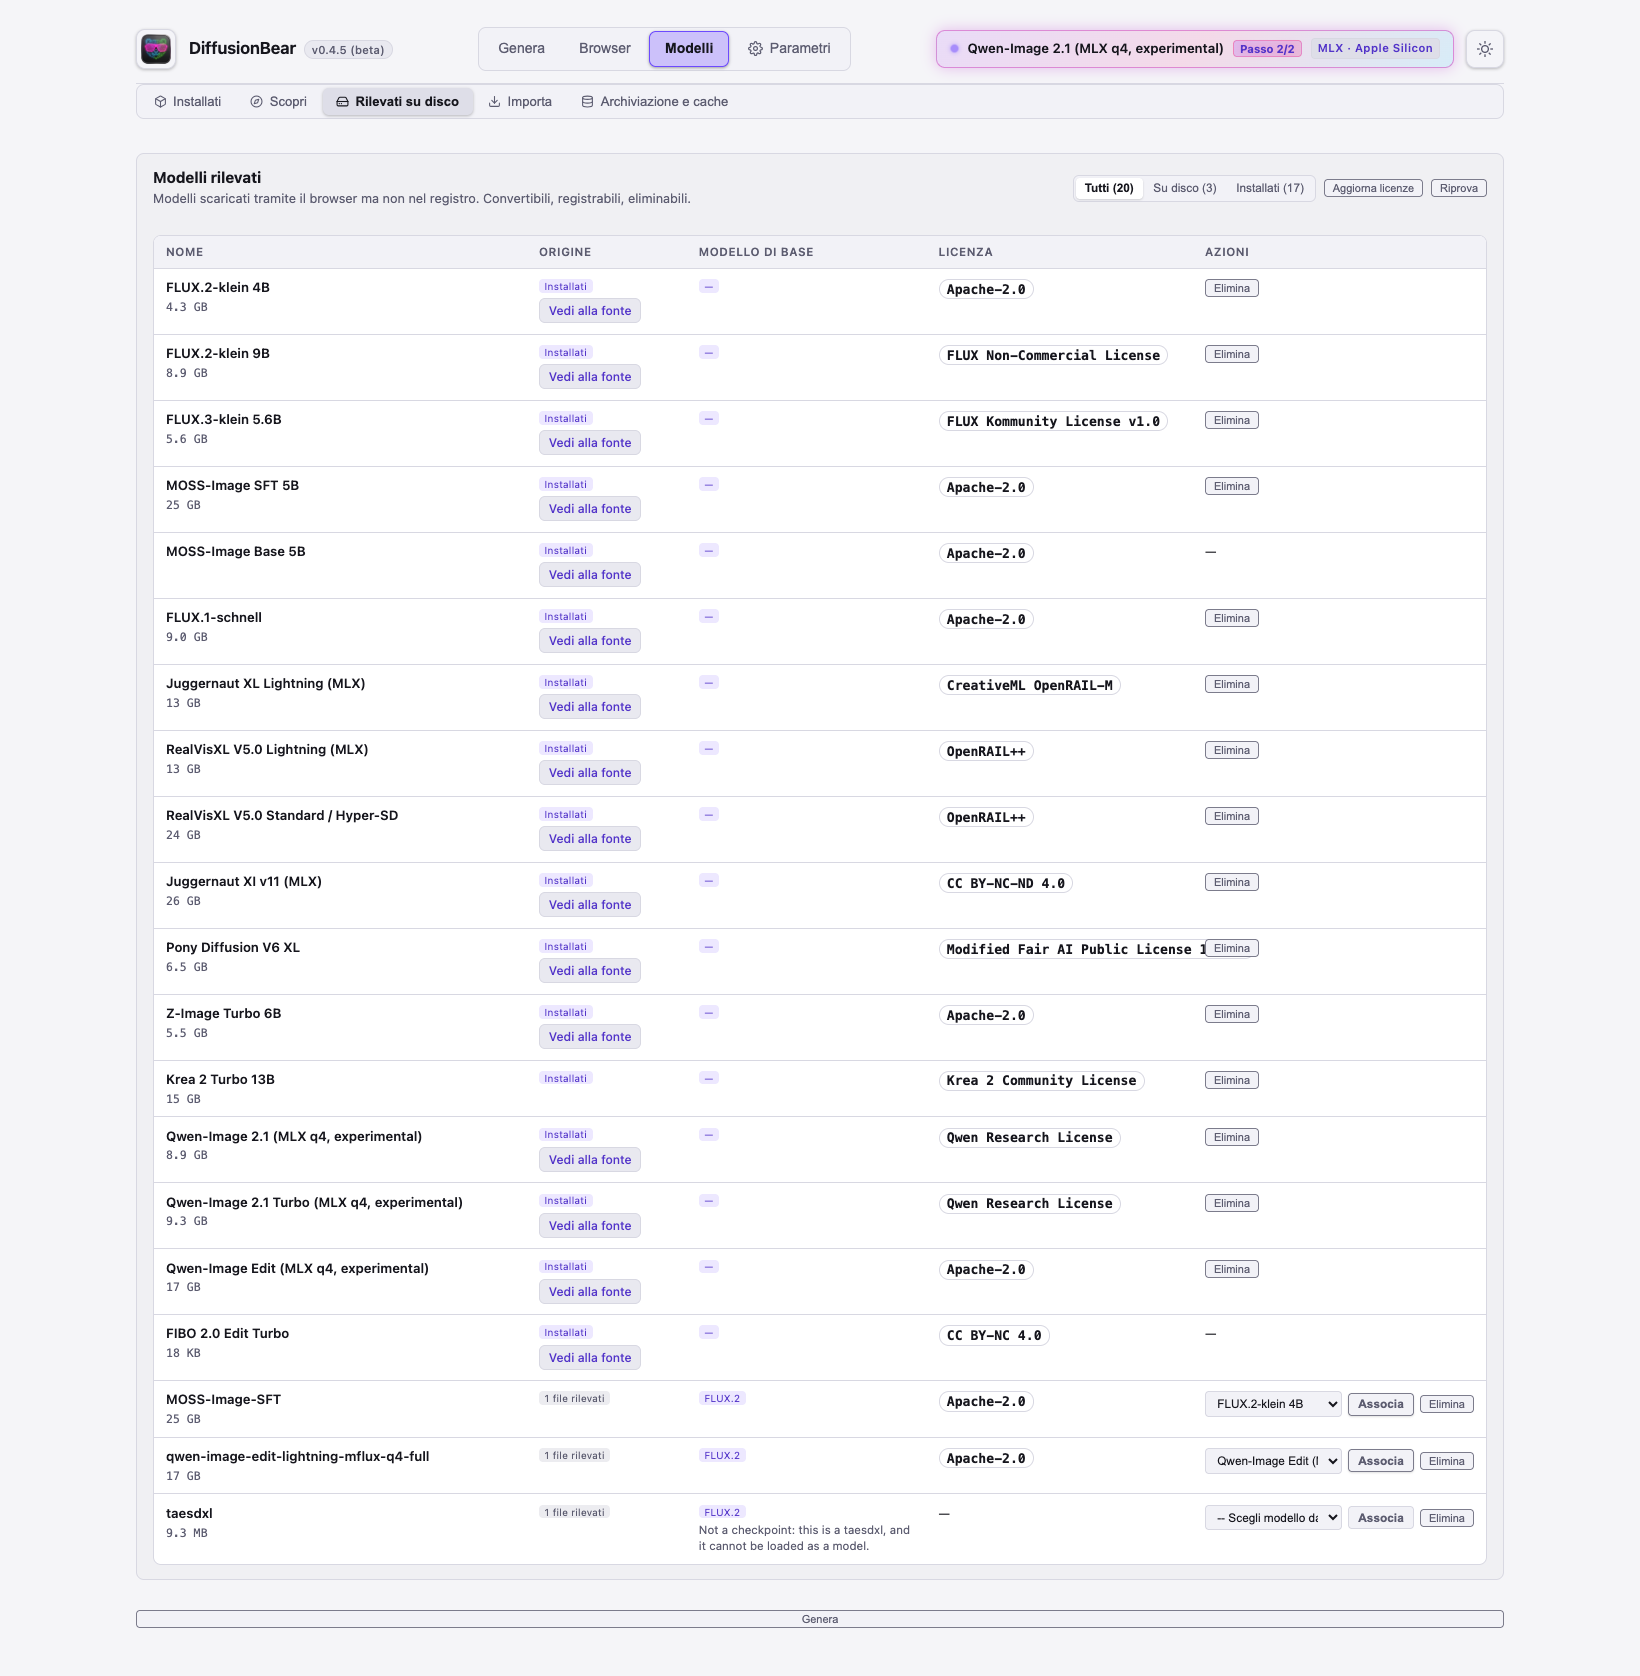 DiffusionBear v0.4.5 (beta)
Genera Browser Modelli Parametri
Qwen-Image 2.1 (MLX q4, experimental) Passo 2/2 MLX · Apple Silicon
Installati Scopri Rilevati su disco Importa Archiviazione e cache
Modelli rilevati
Modelli scaricati tramite il browser ma non nel registro. Convertibili, registrabili, eliminabili.
Tutti (20) Su disco (3) Installati (17) Aggiorna licenze Riprova
NOME ORIGINE MODELLO DI BASE LICENZA AZIONI
FLUX.2-klein 4B Installati — Apache-2.0 Elimina
4.3 GB Vedi alla fonte
FLUX.2-klein 9B Installati — FLUX Non-Commercial License Elimina
8.9 GB Vedi alla fonte
FLUX.3-klein 5.6B Installati — FLUX Kommunity License v1.0 Elimina
5.6 GB Vedi alla fonte
MOSS-Image SFT 5B Installati — Apache-2.0 Elimina
25 GB Vedi alla fonte
MOSS-Image Base 5B Installati — Apache-2.0 —
Vedi alla fonte
FLUX.1-schnell Installati — Apache-2.0 Elimina
9.0 GB Vedi alla fonte
Juggernaut XL Lightning (MLX) Installati — CreativeML OpenRAIL-M Elimina
13 GB Vedi alla fonte
RealVisXL V5.0 Lightning (MLX) Installati — OpenRAIL++ Elimina
13 GB Vedi alla fonte
RealVisXL V5.0 Standard / Hyper-SD Installati — OpenRAIL++ Elimina
24 GB Vedi alla fonte
Juggernaut XI v11 (MLX) Installati — CC BY-NC-ND 4.0 Elimina
26 GB Vedi alla fonte
Pony Diffusion V6 XL Installati — Modified Fair AI Public License 1 Elimina
6.5 GB Vedi alla fonte
Z-Image Turbo 6B Installati — Apache-2.0 Elimina
5.5 GB Vedi alla fonte
Krea 2 Turbo 13B Installati — Krea 2 Community License Elimina
15 GB
Qwen-Image 2.1 (MLX q4, experimental) Installati — Qwen Research License Elimina
8.9 GB Vedi alla fonte
Qwen-Image 2.1 Turbo (MLX q4, experimental) Installati — Qwen Research License Elimina
9.3 GB Vedi alla fonte
Qwen-Image Edit (MLX q4, experimental) Installati — Apache-2.0 Elimina
17 GB Vedi alla fonte
FIBO 2.0 Edit Turbo Installati — CC BY-NC 4.0 —
18 KB Vedi alla fonte
MOSS-Image-SFT 1 file rilevati FLUX.2 Apache-2.0 FLUX.2-klein 4B Associa Elimina
25 GB
qwen-image-edit-lightning-mflux-q4-full 1 file rilevati FLUX.2 Apache-2.0 Qwen-Image Edit ( Associa Elimina
17 GB
taesdxl 1 file rilevati FLUX.2 — -- Scegli modello da Associa Elimina
9.3 MB Not a checkpoint: this is a taesdxl, and
it cannot be loaded as a model.
Genera